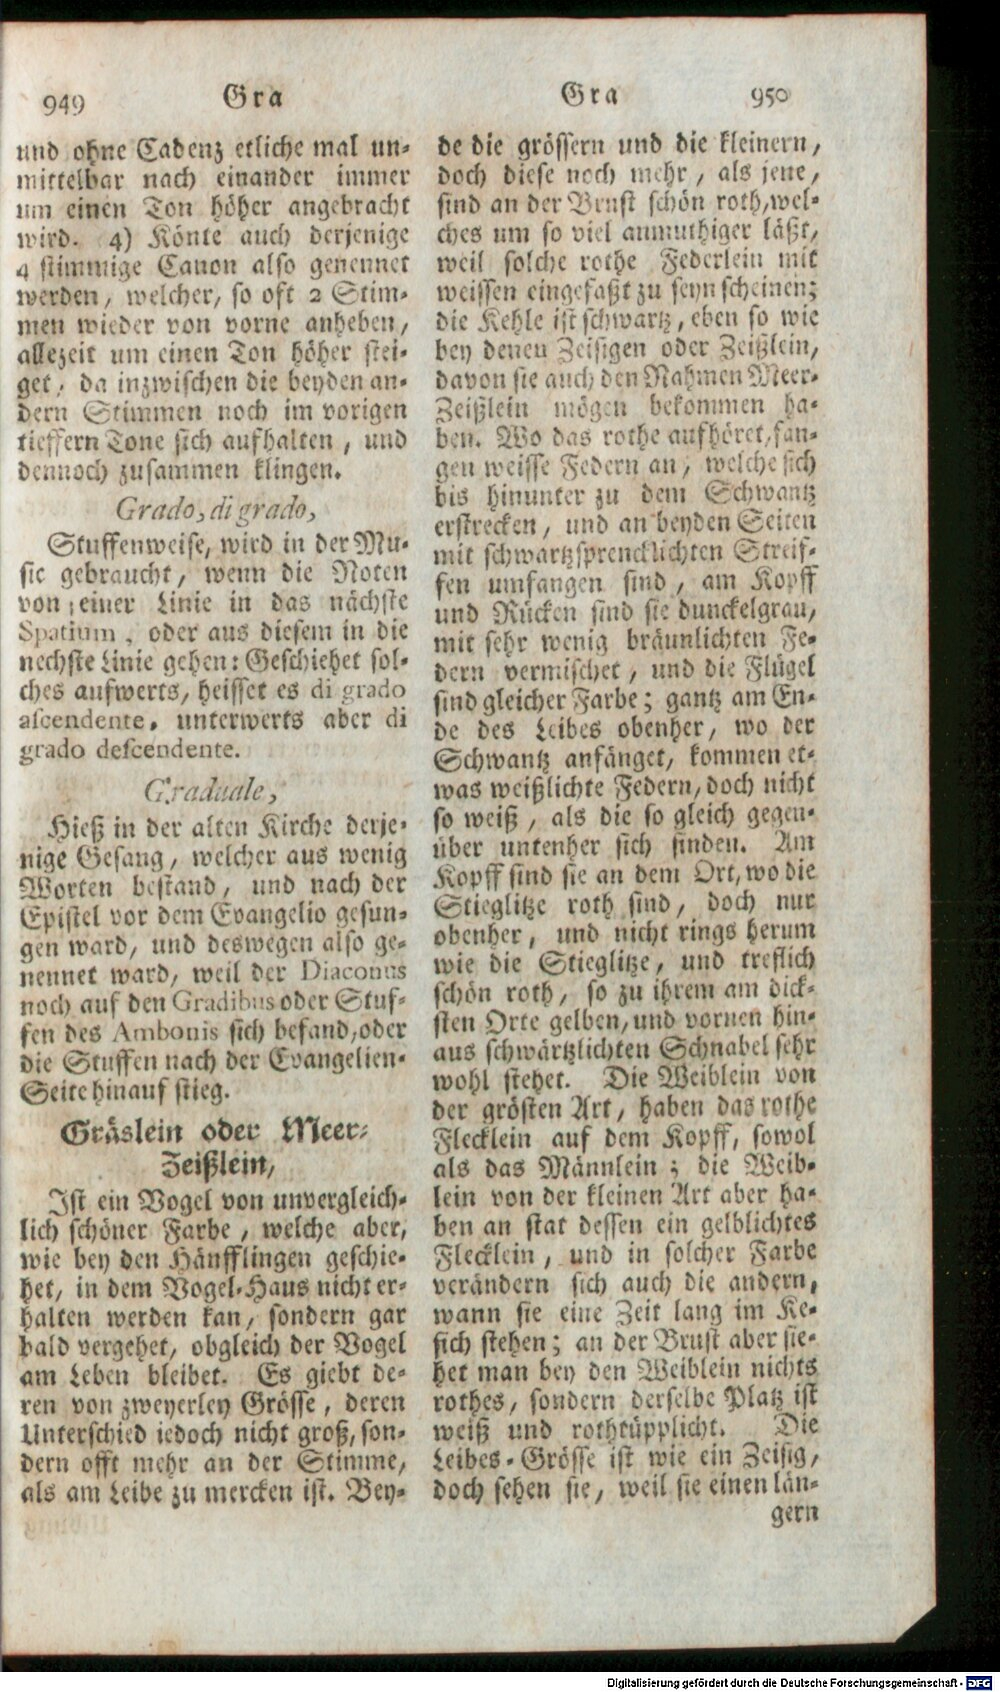 949 Gra
und ohne Cadenz etliche mal un-
mittelbar nach einander immer
um einen Ton höher angebracht
wird. 4) Könte auch derjenige
4 stimmige Canon also genennet
werden, welcher, so oft 2 Stim-
men wieder von vorne anheben,
allezeit um einen Ton höher stei-
get, da inzwischen die beyden an-
dern Stimmen noch im vorigen
tieffern Tone sich aufhalten, und
dennoch zusammen klingen.
Grado, di grado,
Stuffenweise, wird in der Mu-
sic gebraucht, wenn die Noten
von einer Linie in das nächste
Spatium, oder aus diesem in die
nechste Linie gehen: Geschiehet sol-
ches aufwerts, heisset es di grado
ascendente, unterwerts aber di
grado descendente.
Graduale,
Hieß in der alten Kirche derje-
nige Gesang, welcher aus wenig
Worten bestand, und nach der
Epistel vor dem Evangelio gesun-
gen ward, und deswegen also ge-
nennet ward, weil der Diaconus
noch auf den Gradibus oder Stuf-
fen des Ambonis sich befand, oder
die Stuffen nach der Evangelien-
Seite hinauf stieg.
Gräslein oder Meer-
Zeißlein,
Ist ein Vogel von unvergleich-
lich schöner Farbe, welche aber,
wie bey den Hänfflingen geschie-
het, in dem Vogel-Haus nicht er-
halten werden kan, sondern gar
bald vergehet, obgleich der Vogel
am Leben bleibet. Es giebt de-
ren von zweyerley Grösse, deren
Unterschied iedoch nicht groß, son-
dern offt mehr an der Stimme,
als am Leibe zu mercken ist. Bey-
Gra 950
de die grössern und die kleinern,
doch diese noch mehr, als jene,
sind an der Brust schön roth, wel-
ches um so viel anmuthiger läßt,
weil solche rothe Federlein mit
weissen eingefaßt zu seyn scheinen;
die Kehle ist schwartz, eben so wie
bey denen Zeisigen oder Zeißlein,
davon sie auch den Nahmen Meer-
Zeißlein mögen bekommen ha-
ben. Wo das rothe aufhöret, fan-
gen weisse Federn an, welche sich
bis hinunter zu dem Schwantz
erstrecken, und an beyden Seiten
mit schwartzsprencklichten Streif-
fen umfangen sind, am Kopff
und Rücken sind sie dunckelgrau,
mit sehr wenig bräunlichten Fe-
dern vermischet, und die Flügel
sind gleicher Farbe; gantz am En-
de des Leibes obenher, wo der
Schwantz anfänget, kommen et-
was weißlichte Federn, doch nicht
so weiß, als die so gleich gegen-
über untenher sich finden. Am
Kopff sind sie an dem Ort, wo die
Stieglitze roth sind, doch nur
obenher, und nicht rings herum
wie die Stieglitze, und treflich
schön roth, so zu ihrem am dick-
sten Orte gelben, und vornen hin-
aus schwärtzlichten Schnabel sehr
wohl stehet. Die Weiblein von
der grösten Art, haben das rothe
Flecklein auf dem Kopff, sowol
als das Männlein; die Weib-
lein von der kleinen Art aber ha-
ben an stat dessen ein gelblichtes
Flecklein, und in solcher Farbe
verändern sich auch die andern,
wann sie eine Zeit lang im Ke-
fich stehen; an der Brust aber sie-
het man bey den Weiblein nichts
rothes, sondern derselbe Platz ist
weiß und rothtüpplicht. Die
Leibes-Grösse ist wie ein Zeisig,
doch sehen sie, weil sie einen län-
gern
Digitalisierung gefördert durch die Deutsche Forschungsgemeinschaft - DFG